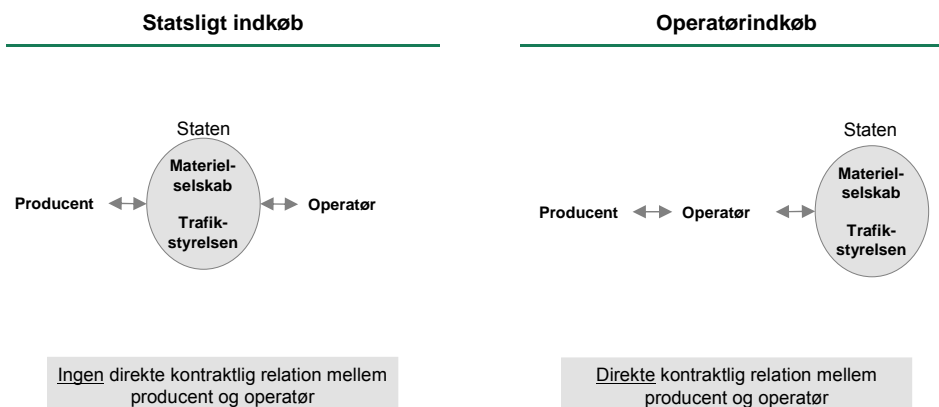 Statsligt indkøb
Staten
Materiel-
selskab
Producent
Operatør
Trafik-
styrelsen
Ingen direkte kontraktlig relation mellem
producent og operatør
Operatørindkøb
Staten
Materiel-
selskab
Producent
Operatør
Trafik-
styrelsen
Direkte kontraktlig relation mellem
producent og operatør